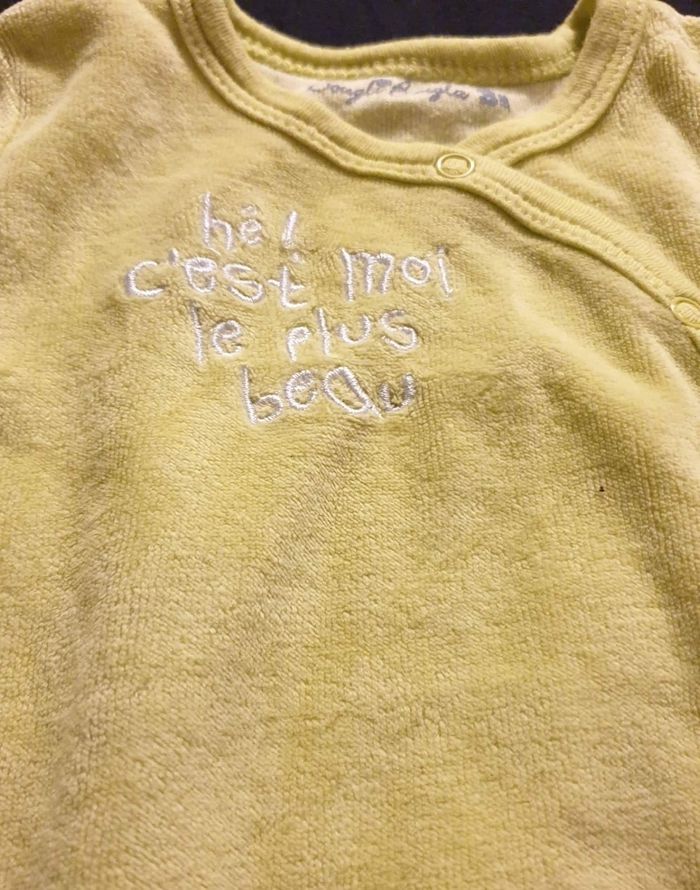 hé !
c'est moi
le plus
beau